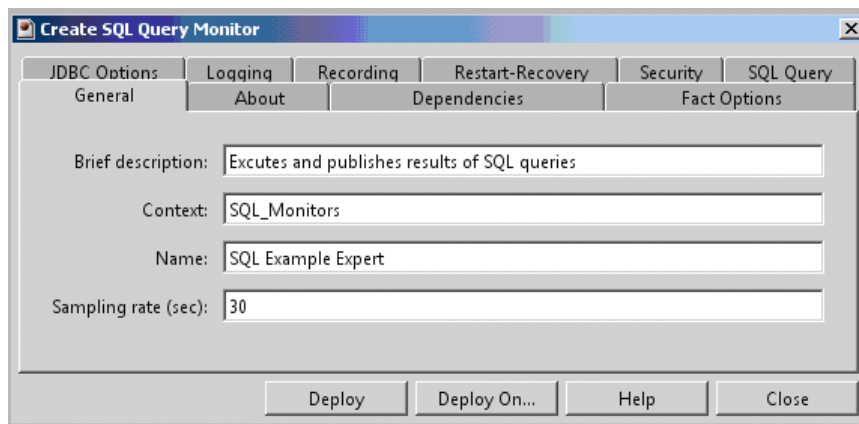 Create SQL Query Monitor
JDBC Options Logging Recording Restart-Recovery Security SQL Query
General About Dependencies Fact Options
Brief description: Excutes and publishes results of SQL queries
Context: SQL_Monitors
Name: SQL Example Expert
Sampling rate (sec): 30
Deploy Deploy On... Help Close